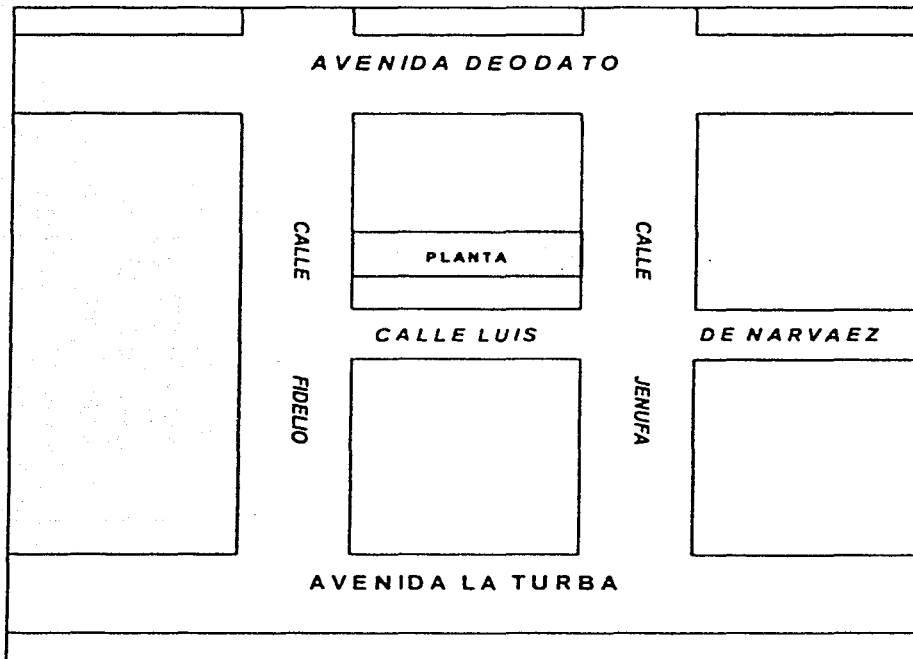 AVENIDA DEODATO
CALLE
CALLE
PLANTA
CALLE LUIS DE NARVAEZ
FIDELIO
JENUFA
AVENIDA LA TURBA